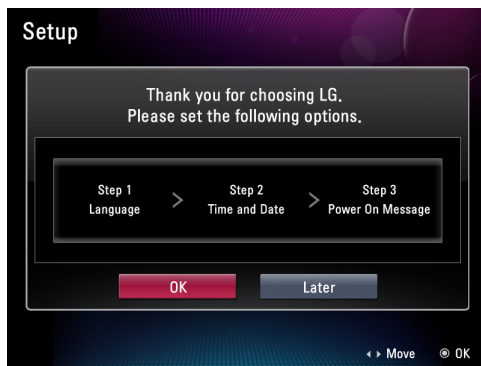 Setup
Thank you for choosing LG.
Please set the following options.
Step 1 > Step 2 > Step 3
Language Time and Date Power On Message
OK Later
Move OK